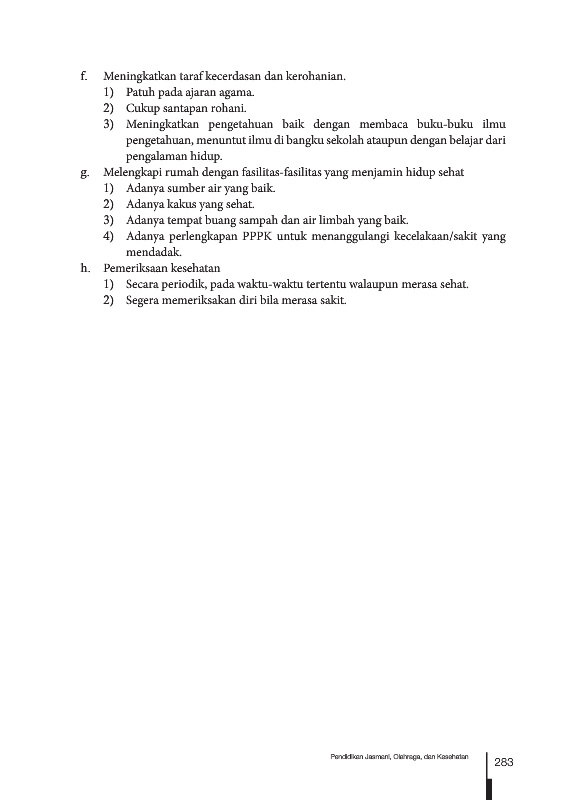 f. Meningkatkan taraf kecerdasan dan kerohanian.
1) Patuh pada ajaran agama.
2) Cukup santapan rohani.
3) Meningkatkan pengetahuan baik dengan membaca buku-buku ilmu
pengetahuan, menuntut ilmu di bangku sekolah ataupun dengan belajar dari
pengalaman hidup.
g. Melengkapi rumah dengan fasilitas-fasilitas yang menjamin hidup sehat
1) Adanya sumber air yang baik.
2) Adanya kakus yang sehat.
3) Adanya tempat buang sampah dan air limbah yang baik.
4) Adanya perlengkapan PPPK untuk menanggulangi kecelakaan/sakit yang
mendadak.
h. Pemeriksaan kesehatan
1) Secara periodik, pada waktu-waktu tertentu walaupun merasa sehat.
2) Segera memeriksakan diri bila merasa sakit.
Pendidikan Jasmani, Olehraga, dan Kesehatan
283